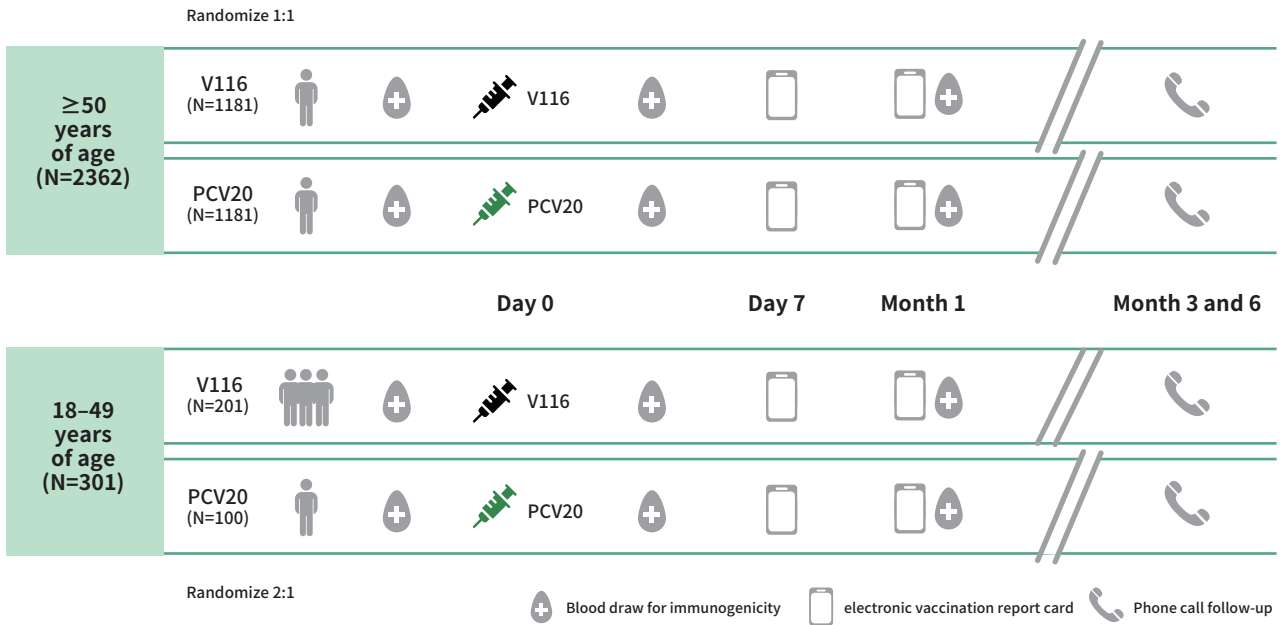 Randomize 1:1
≥50
years
of age
(N=2362)
V116
(N=1181)
V116
PCV20
(N=1181)
PCV20
Day 0
Day 7
Month 1
Month 3 and 6
18–49
years
of age
(N=301)
V116
(N=201)
V116
PCV20
(N=100)
PCV20
Randomize 2:1
Blood draw for immunogenicity
electronic vaccination report card
Phone call follow-up